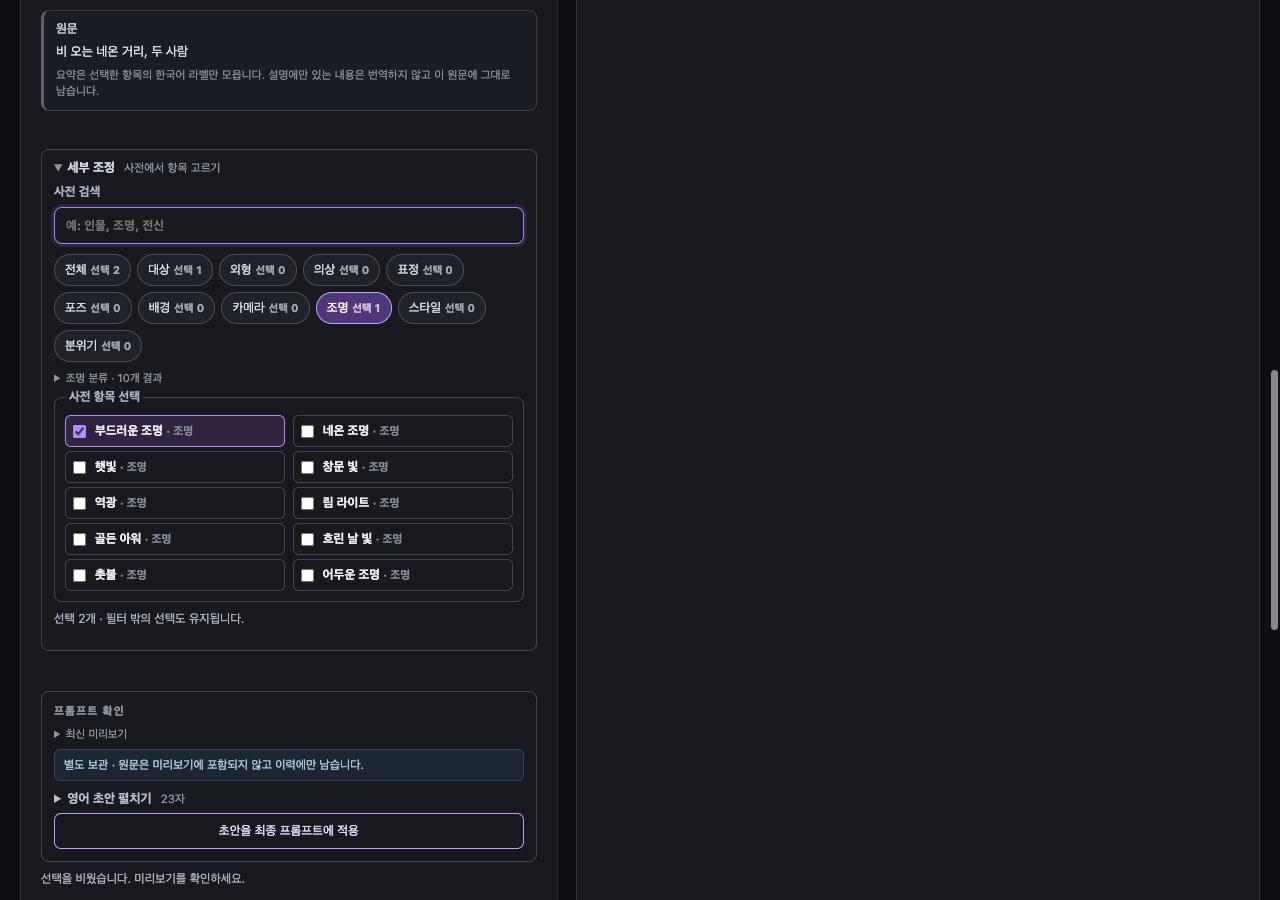 원문
비 오는 네온 거리, 두 사람
요약은 선택한 항목의 한국어 라벨만 모읍니다. 설명에만 있는 내용은 번역하지 않고 이 원문에 그대로
남습니다.
▼ 세부 조정 사전에서 항목 고르기
사전 검색
예: 인물, 조명, 전신
전체 선택 2 대상 선택 1 외형 선택 0 의상 선택 0 표정 선택 0
포즈 선택 0 배경 선택 0 카메라 선택 0 조명 선택 1 스타일 선택 0
분위기 선택 0
▶ 조명 분류 · 10개 결과
사전 항목 선택
부드러운 조명 · 조명 네온 조명 · 조명
햇빛 · 조명 창문 빛 · 조명
역광 · 조명 림 라이트 · 조명
골든 아워 · 조명 흐린 날 빛 · 조명
촛불 · 조명 어두운 조명 · 조명
선택 2개 · 필터 밖의 선택도 유지됩니다.
프롬프트 확인
▶ 최신 미리보기
별도 보관 · 원문은 미리보기에 포함되지 않고 이력에만 남습니다.
▶ 영어 초안 펼치기 23자
초안을 최종 프롬프트에 적용
선택을 비웠습니다. 미리보기를 확인하세요.